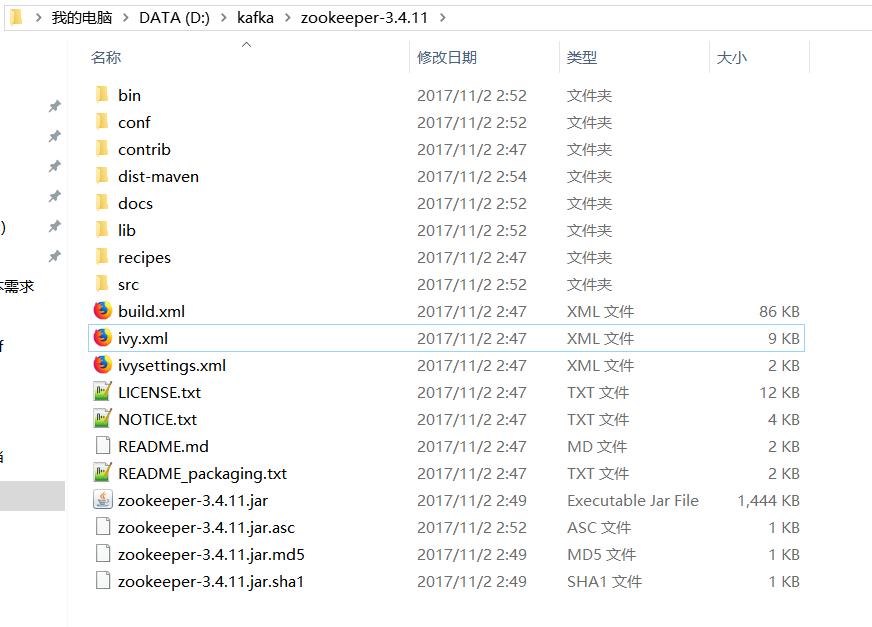 我的电脑 > DATA (D:) > kafka > zookeeper-3.4.11 >
名称 修改日期 类型 大小
bin 2017/11/2 2:52 文件夹
conf 2017/11/2 2:52 文件夹
contrib 2017/11/2 2:47 文件夹
dist-maven 2017/11/2 2:54 文件夹
docs 2017/11/2 2:52 文件夹
) lib 2017/11/2 2:52 文件夹
recipes 2017/11/2 2:47 文件夹
需求 src 2017/11/2 2:52 文件夹
build.xml 2017/11/2 2:47 XML 文件 86 KB
f ivy.xml 2017/11/2 2:47 XML 文件 9 KB
ivysettings.xml 2017/11/2 2:47 XML 文件 2 KB
LICENSE.txt 2017/11/2 2:47 TXT 文件 12 KB
NOTICE.txt 2017/11/2 2:47 TXT 文件 4 KB
README.md 2017/11/2 2:47 MD 文件 2 KB
README_packaging.txt 2017/11/2 2:47 TXT 文件 2 KB
zookeeper-3.4.11.jar 2017/11/2 2:49 Executable Jar File 1,444 KB
zookeeper-3.4.11.jar.asc 2017/11/2 2:52 ASC 文件 1 KB
zookeeper-3.4.11.jar.md5 2017/11/2 2:49 MD5 文件 1 KB
zookeeper-3.4.11.jar.sha1 2017/11/2 2:49 SHA1 文件 1 KB